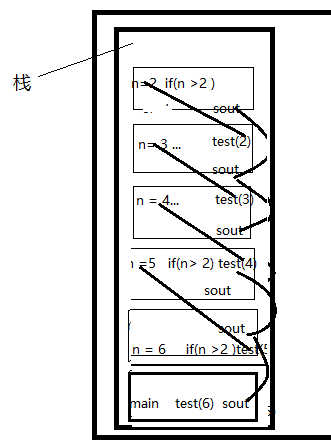 栈
n=2 if(n >2 )
sout
n= 3 ... test(2)
sout
n = 4... test(3)
sout
n =5 if(n> 2) test(4)
sout
sout
n = 6 if(n >2 )test(5
main test(6) sout